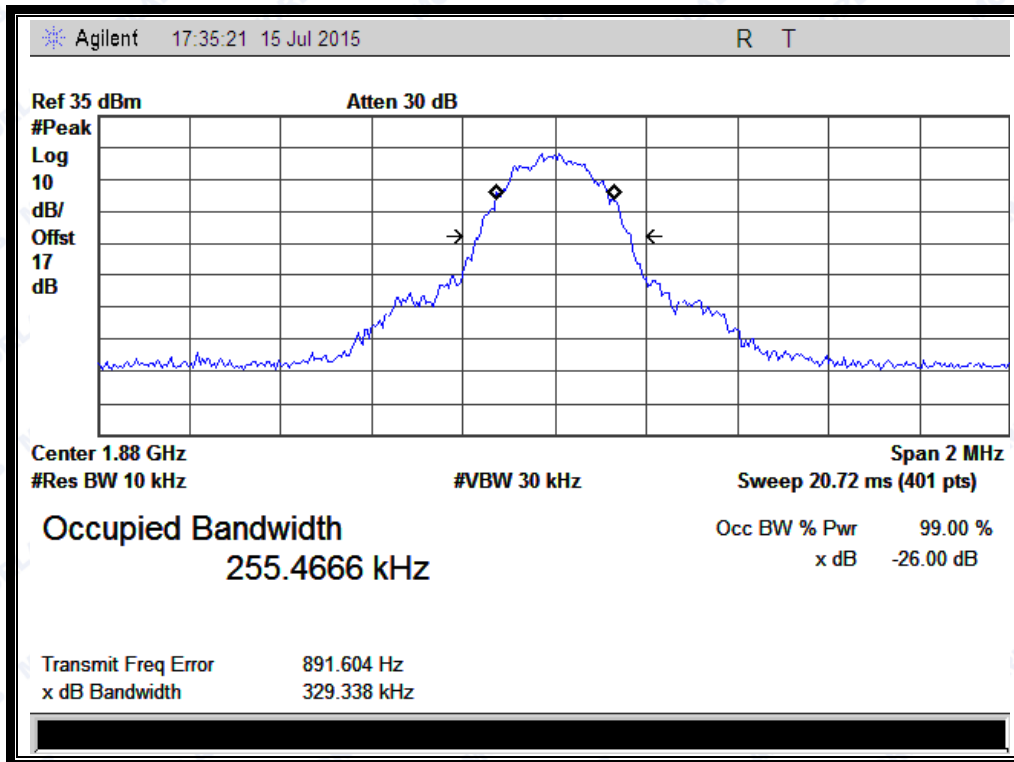 Agilent 17:35:21 15 Jul 2015 R T
Ref 35 dBm Atten 30 dB
#Peak
Log
10
dB/
Offst
17
dB
Center 1.88 GHz Span 2 MHz
#Res BW 10 kHz #VBW 30 kHz Sweep 20.72 ms (401 pts)
Occupied Bandwidth Occ BW % Pwr 99.00 %
255.4666 kHz x dB -26.00 dB
Transmit Freq Error 891.604 Hz
x dB Bandwidth 329.338 kHz